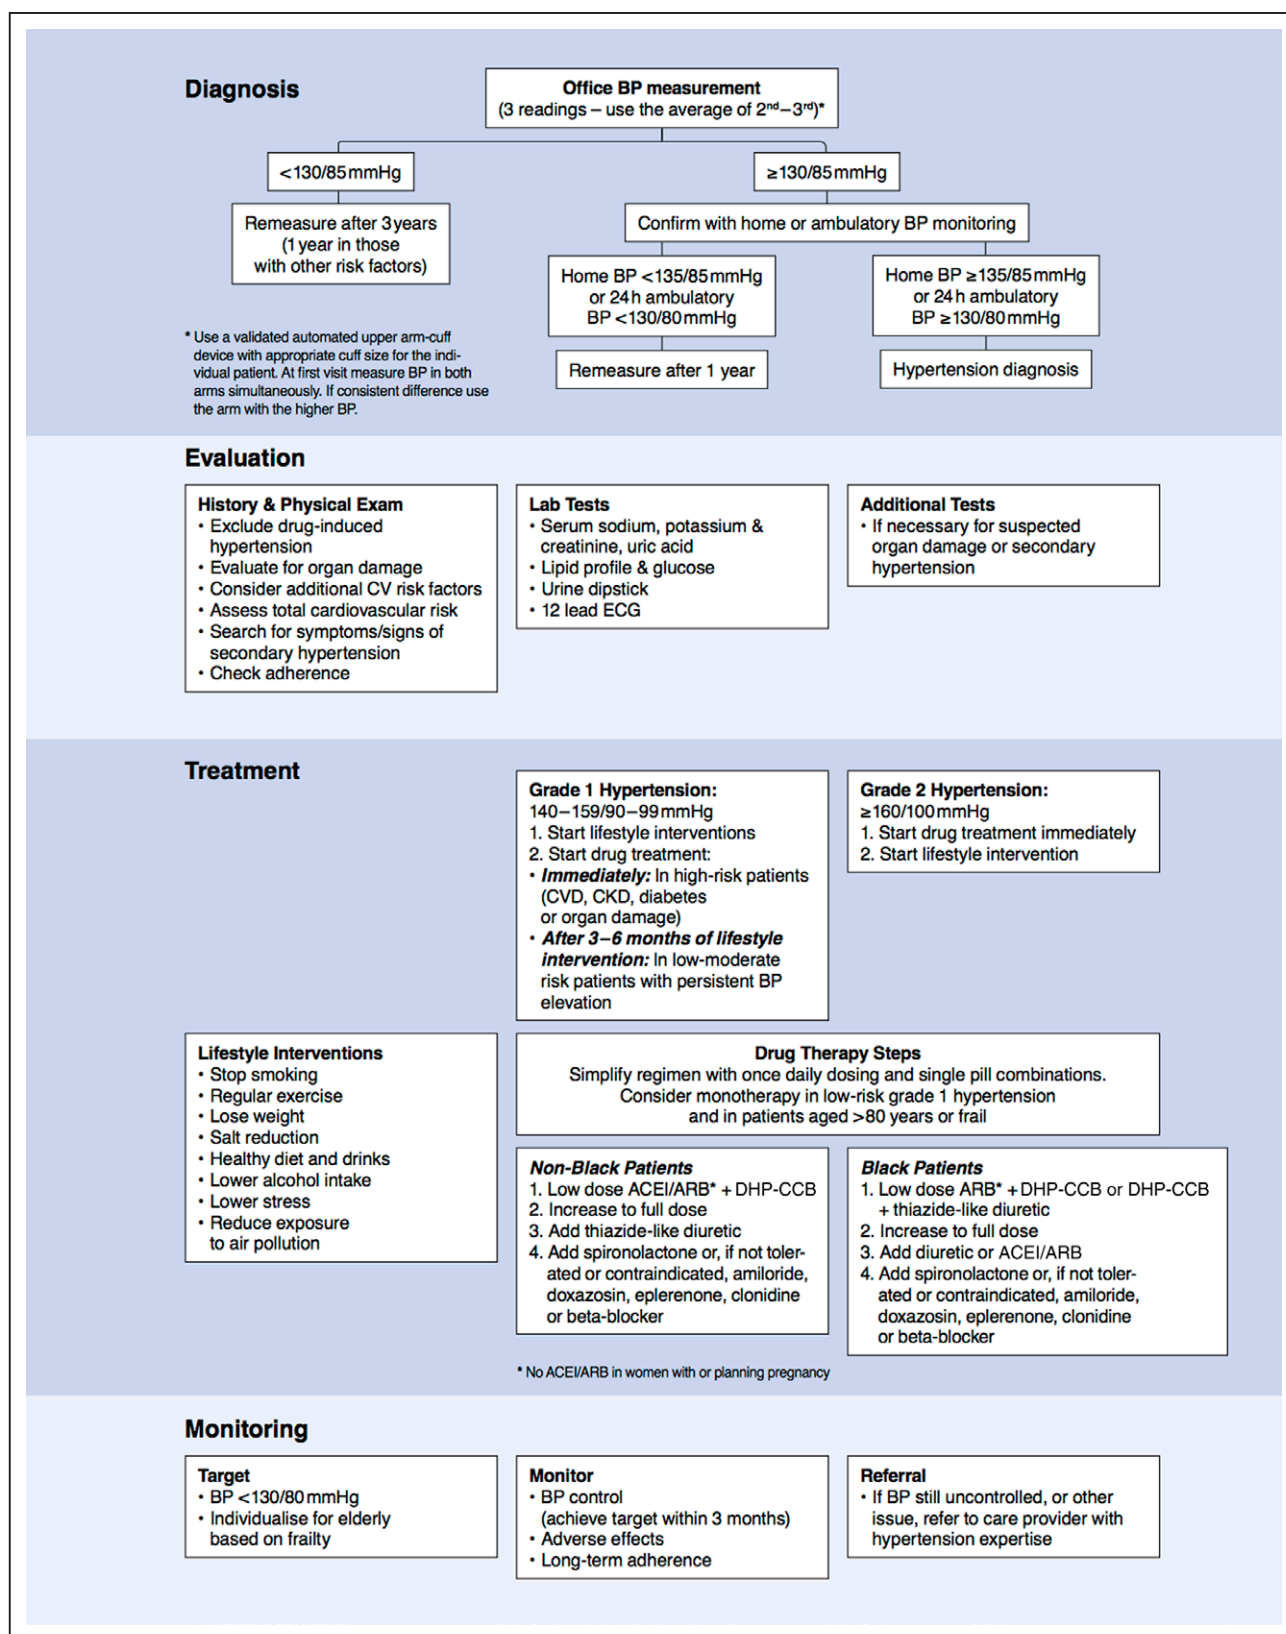 Diagnosis
Office BP measurement
(3 readings – use the average of 2nd–3rd)*
<130/85 mmHg
≥130/85 mmHg
Remeasure after 3 years
(1 year in those
with other risk factors)
Confirm with home or ambulatory BP monitoring
Home BP <135/85 mmHg
or 24 h ambulatory
BP <130/80 mmHg
Home BP ≥135/85 mmHg
or 24 h ambulatory
BP ≥130/80 mmHg
Remeasure after 1 year
Hypertension diagnosis
* Use a validated automated upper arm-cuff
device with appropriate cuff size for the indi-
vidual patient. At first visit measure BP in both
arms simultaneously. If consistent difference use
the arm with the higher BP.
Evaluation
History & Physical Exam
• Exclude drug-induced
hypertension
• Evaluate for organ damage
• Consider additional CV risk factors
• Assess total cardiovascular risk
• Search for symptoms/signs of
secondary hypertension
• Check adherence
Lab Tests
• Serum sodium, potassium &
creatinine, uric acid
• Lipid profile & glucose
• Urine dipstick
• 12 lead ECG
Additional Tests
• If necessary for suspected
organ damage or secondary
hypertension
Treatment
Grade 1 Hypertension:
140–159/90–99 mmHg
1. Start lifestyle interventions
2. Start drug treatment:
• Immediately: In high-risk patients
(CVD, CKD, diabetes
or organ damage)
• After 3–6 months of lifestyle
intervention: In low-moderate
risk patients with persistent BP
elevation
Grade 2 Hypertension:
≥160/100 mmHg
1. Start drug treatment immediately
2. Start lifestyle intervention
Lifestyle Interventions
• Stop smoking
• Regular exercise
• Lose weight
• Salt reduction
• Healthy diet and drinks
• Lower alcohol intake
• Lower stress
• Reduce exposure
to air pollution
Drug Therapy Steps
Simplify regimen with once daily dosing and single pill combinations.
Consider monotherapy in low-risk grade 1 hypertension
and in patients aged >80 years or frail
Non-Black Patients
1. Low dose ACEI/ARB* + DHP-CCB
2. Increase to full dose
3. Add thiazide-like diuretic
4. Add spironolactone or, if not toler-
ated or contraindicated, amiloride,
doxazosin, eplerenone, clonidine
or beta-blocker
Black Patients
1. Low dose ARB* + DHP-CCB or DHP-CCB
+ thiazide-like diuretic
2. Increase to full dose
3. Add diuretic or ACEI/ARB
4. Add spironolactone or, if not toler-
ated or contraindicated, amiloride,
doxazosin, eplerenone, clonidine
or beta-blocker
* No ACEI/ARB in women with or planning pregnancy
Monitoring
Target
• BP <130/80 mmHg
• Individualise for elderly
based on frailty
Monitor
• BP control
(achieve target within 3 months)
• Adverse effects
• Long-term adherence
Referral
• If BP still uncontrolled, or other
issue, refer to care provider with
hypertension expertise